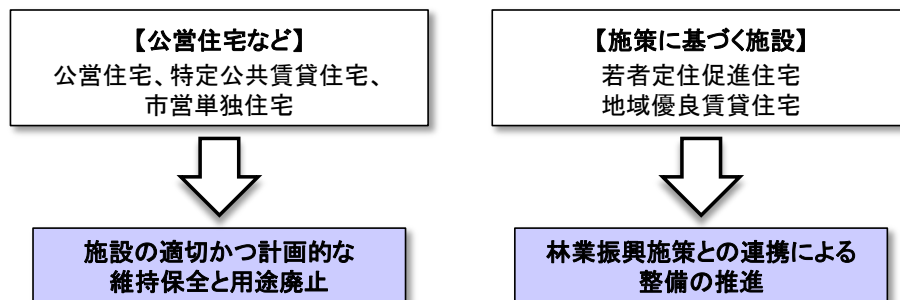 【公営住宅など】
公営住宅、特定公共賃貸住宅、
市営単独住宅
施設の適切かつ計画的な
維持保全と用途廃止
【施策に基づく施設】
若者定住促進住宅
地域優良賃貸住宅
林業振興施策との連携による
整備の推進